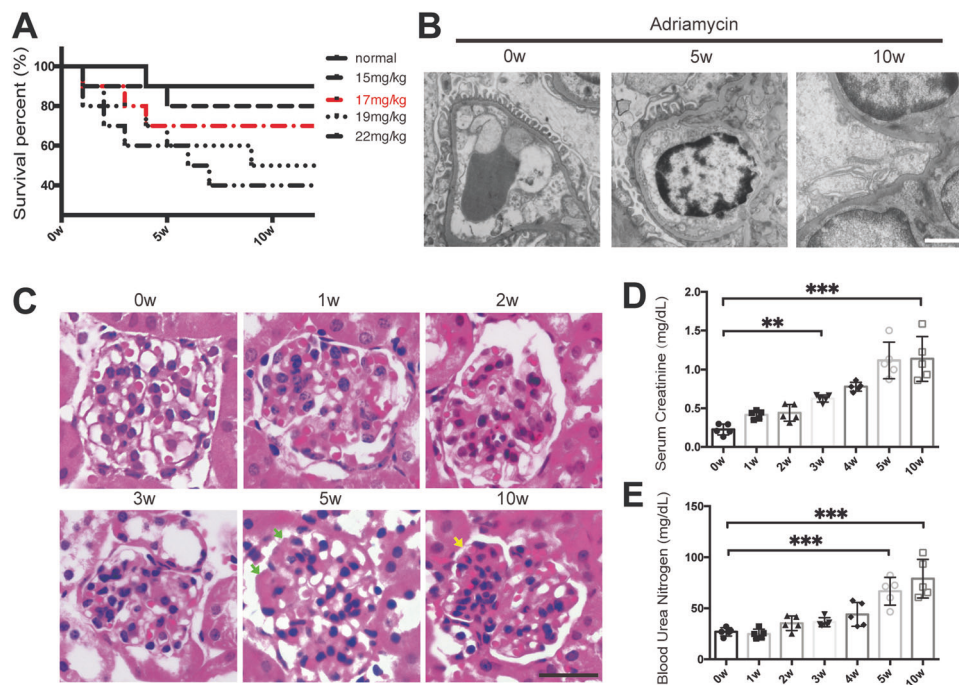 A
Survival percent (%)
100
80
60
40
0w
5w
10w
normal
15mg/kg
17mg/kg
19mg/kg
22mg/kg
B
Adriamycin
0w
5w
10w
C
0w
1w
2w
3w
5w
10w
D
Serum Creatinine (mg/dL)
2.0
1.5
1.0
0.5
0.0
**
***
0w
1w
2w
3w
4w
5w
10w
E
Blood Urea Nitrogen (mg/dL)
150
100
50
0
***
***
0w
1w
2w
3w
4w
5w
10w